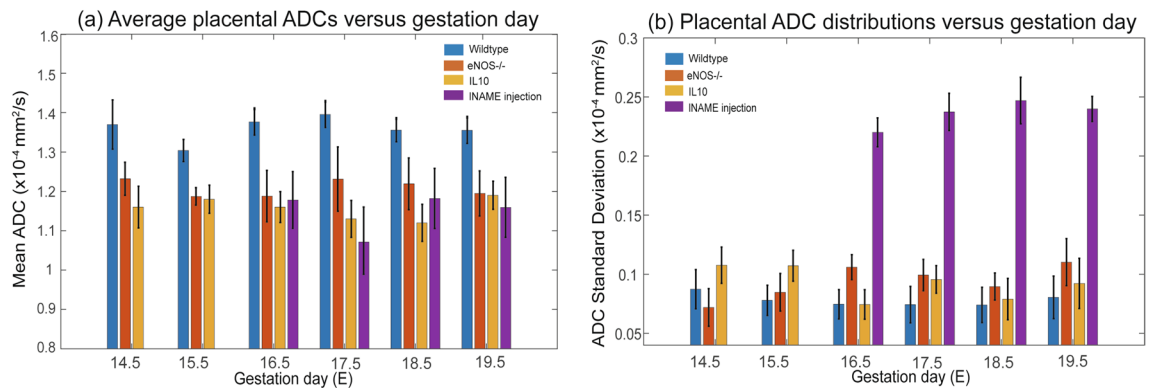 (a) Average placental ADCs versus gestation day
Mean ADC (x10-4 mm2/s)
1.6
1.5
1.4
1.3
1.2
1.1
1
0.9
0.8
Wildtype
eNOS-/-
IL10
lNAME injection
14.5 15.5 16.5 17.5 18.5 19.5
Gestation day (E)
(b) Placental ADC distributions versus gestation day
ADC Standard Deviation (x10-4 mm2/s)
0.3
0.25
0.2
0.15
0.1
0.05
Wildtype
eNOS-/-
IL10
lNAME injection
14.5 15.5 16.5 17.5 18.5 19.5
Gestation day (E)